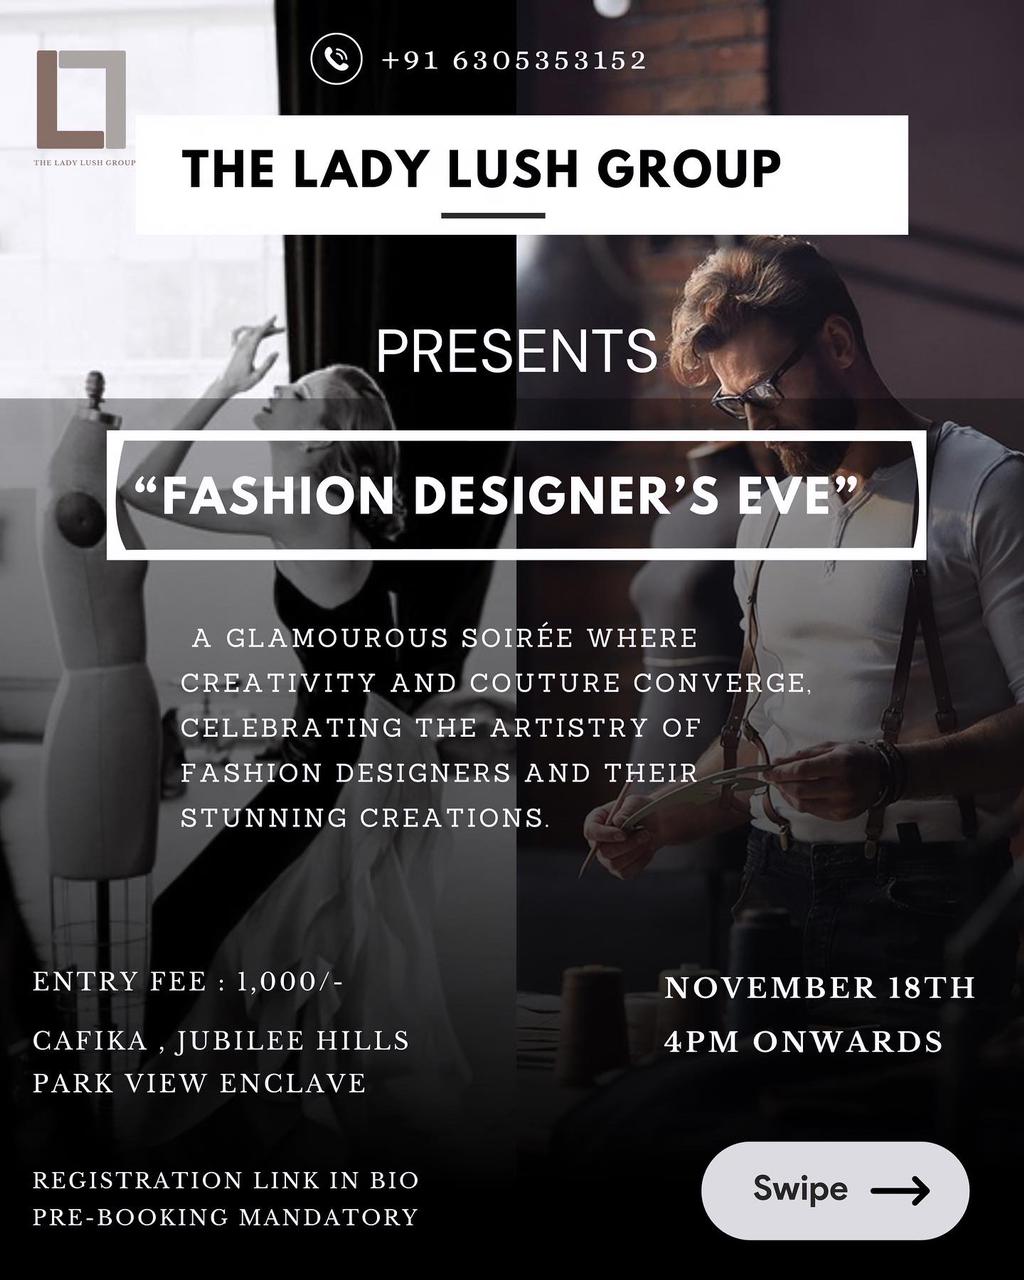 +91 6305353152
THE LADY LUSH GROUP
THE LADY LUSH GROUP
PRESENTS
“FASHION DESIGNER’S EVE”
A GLAMOUROUS SOIRÉE WHERE
CREATIVITY AND COUTURE CONVERGE,
CELEBRATING THE ARTISTRY OF
FASHION DESIGNERS AND THEIR
STUNNING CREATIONS.
ENTRY FEE : 1,000/-
CAFIKA , JUBILEE HILLS
PARK VIEW ENCLAVE
NOVEMBER 18TH
4PM ONWARDS
REGISTRATION LINK IN BIO
PRE-BOOKING MANDATORY
Swipe